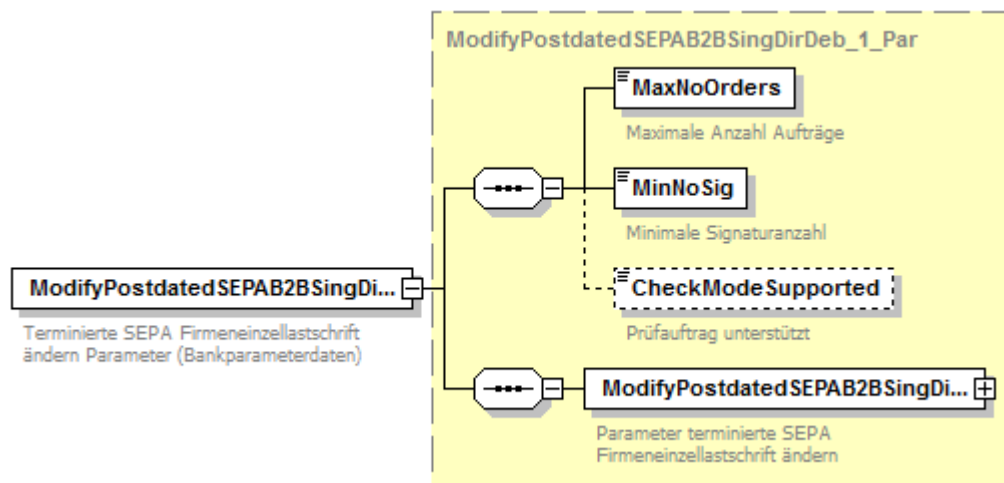 ModifyPostdatedSEPAB2BSingDirDeb_1_Par
MaxNoOrders
Maximale Anzahl Aufträge
MinNoSig
Minimale Signaturanzahl
CheckModeSupported
Prüfauftrag unterstützt
ModifyPostdatedSEPAB2BSingDi...
Terminierte SEPA Firmeneinzellastschrift
ändern Parameter (Bankparameterdaten)
ModifyPostdatedSEPAB2BSingDi...
Parameter terminierte SEPA
Firmeneinzellastschrift ändern